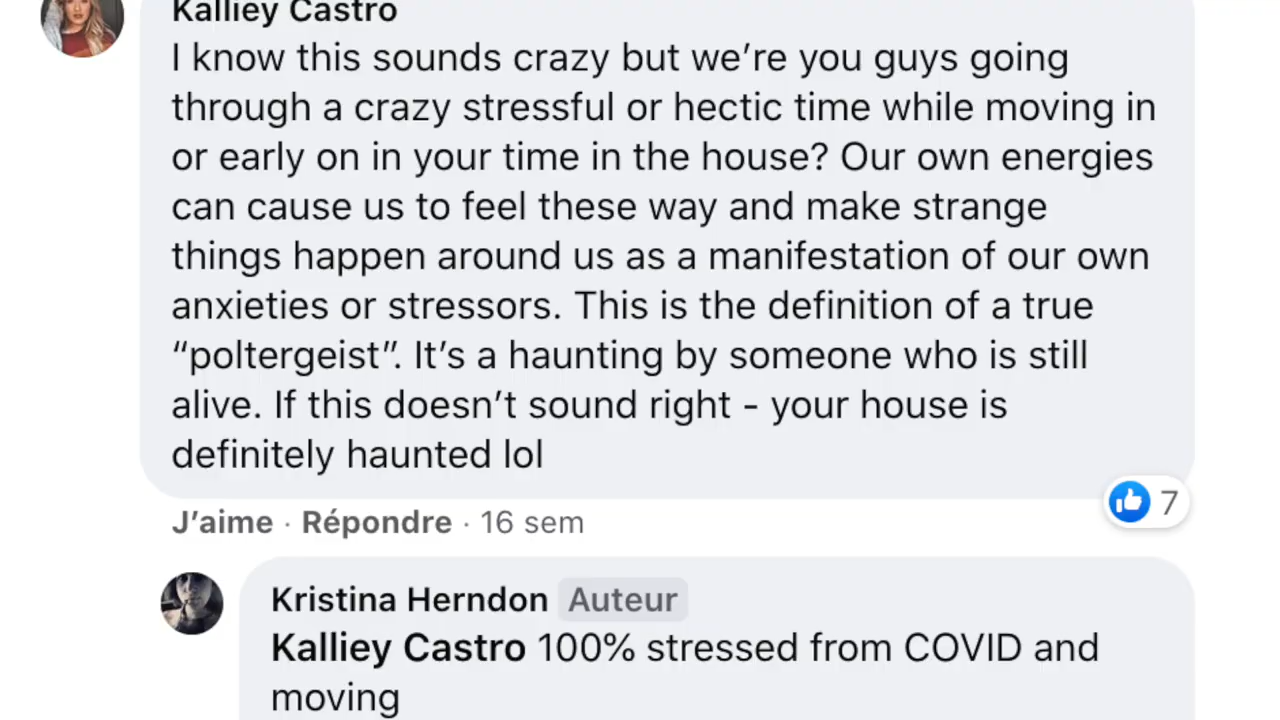 Kalliey Castro
I know this sounds crazy but we’re you guys going
through a crazy stressful or hectic time while moving in
or early on in your time in the house? Our own energies
can cause us to feel these way and make strange
things happen around us as a manifestation of our own
anxieties or stressors. This is the definition of a true
“poltergeist”. It’s a haunting by someone who is still
alive. If this doesn’t sound right - your house is
definitely haunted lol
7
J’aime · Répondre · 16 sem
Kristina Herndon Auteur
Kalliey Castro 100% stressed from COVID and
moving